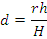 d = rh/H